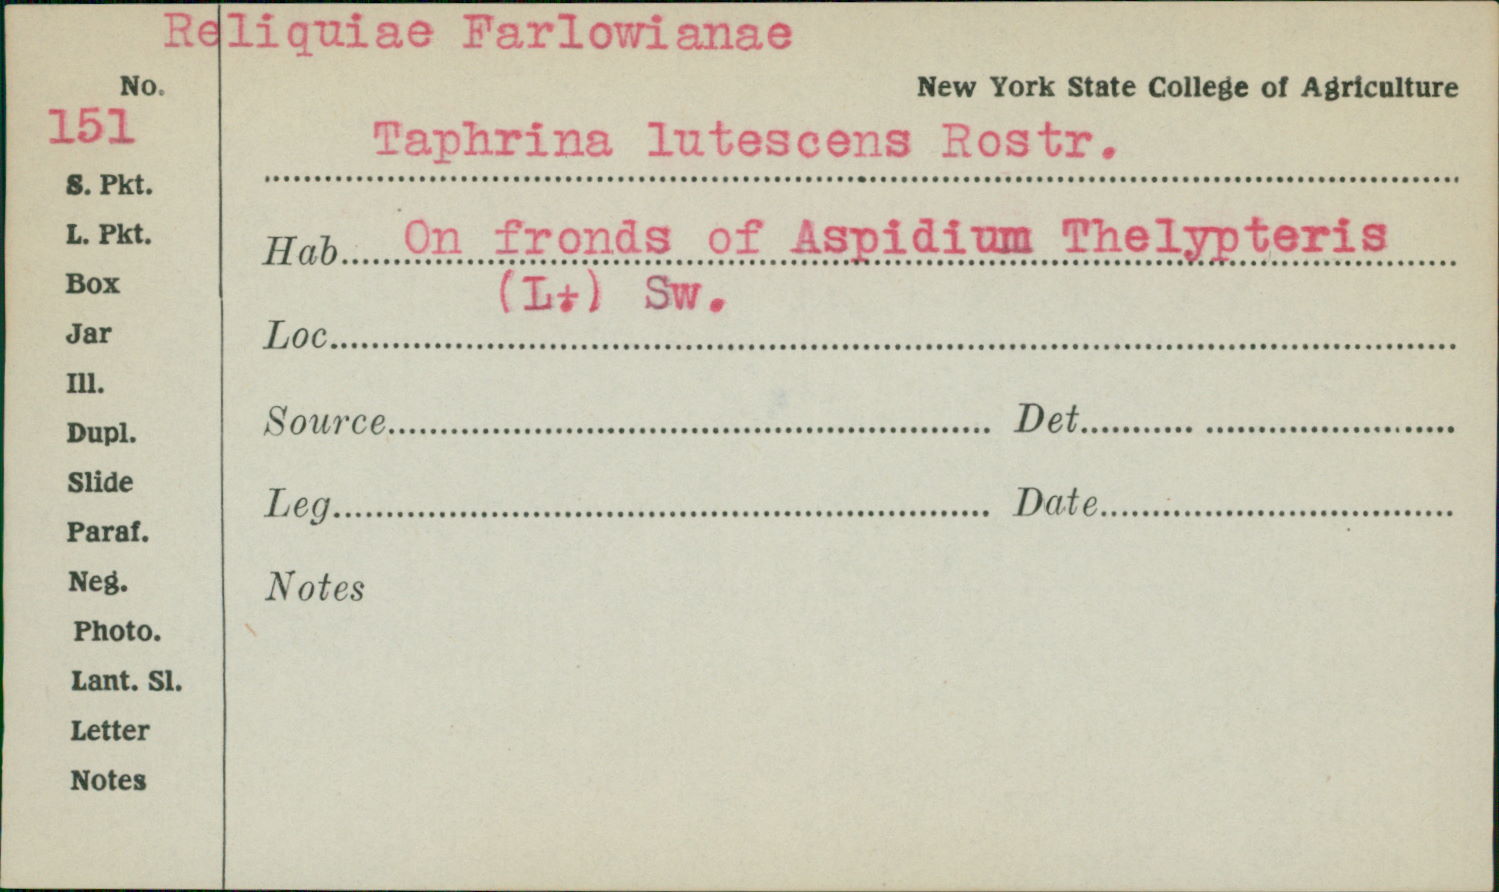 Reliquiae Farlowianae
No.
New York State College of Agriculture
151
Taphrina lutescens Rostr.
S. Pkt.
L. Pkt.
Hab. On fronds of Aspidium Thelypteris
(L.) Sw.
Box
Jar
Loc.
Ill.
Dupl.
Source
Det.
Slide
Leg.
Date
Paraf.
Neg.
Notes
Photo.
Lant. Sl.
Letter
Notes